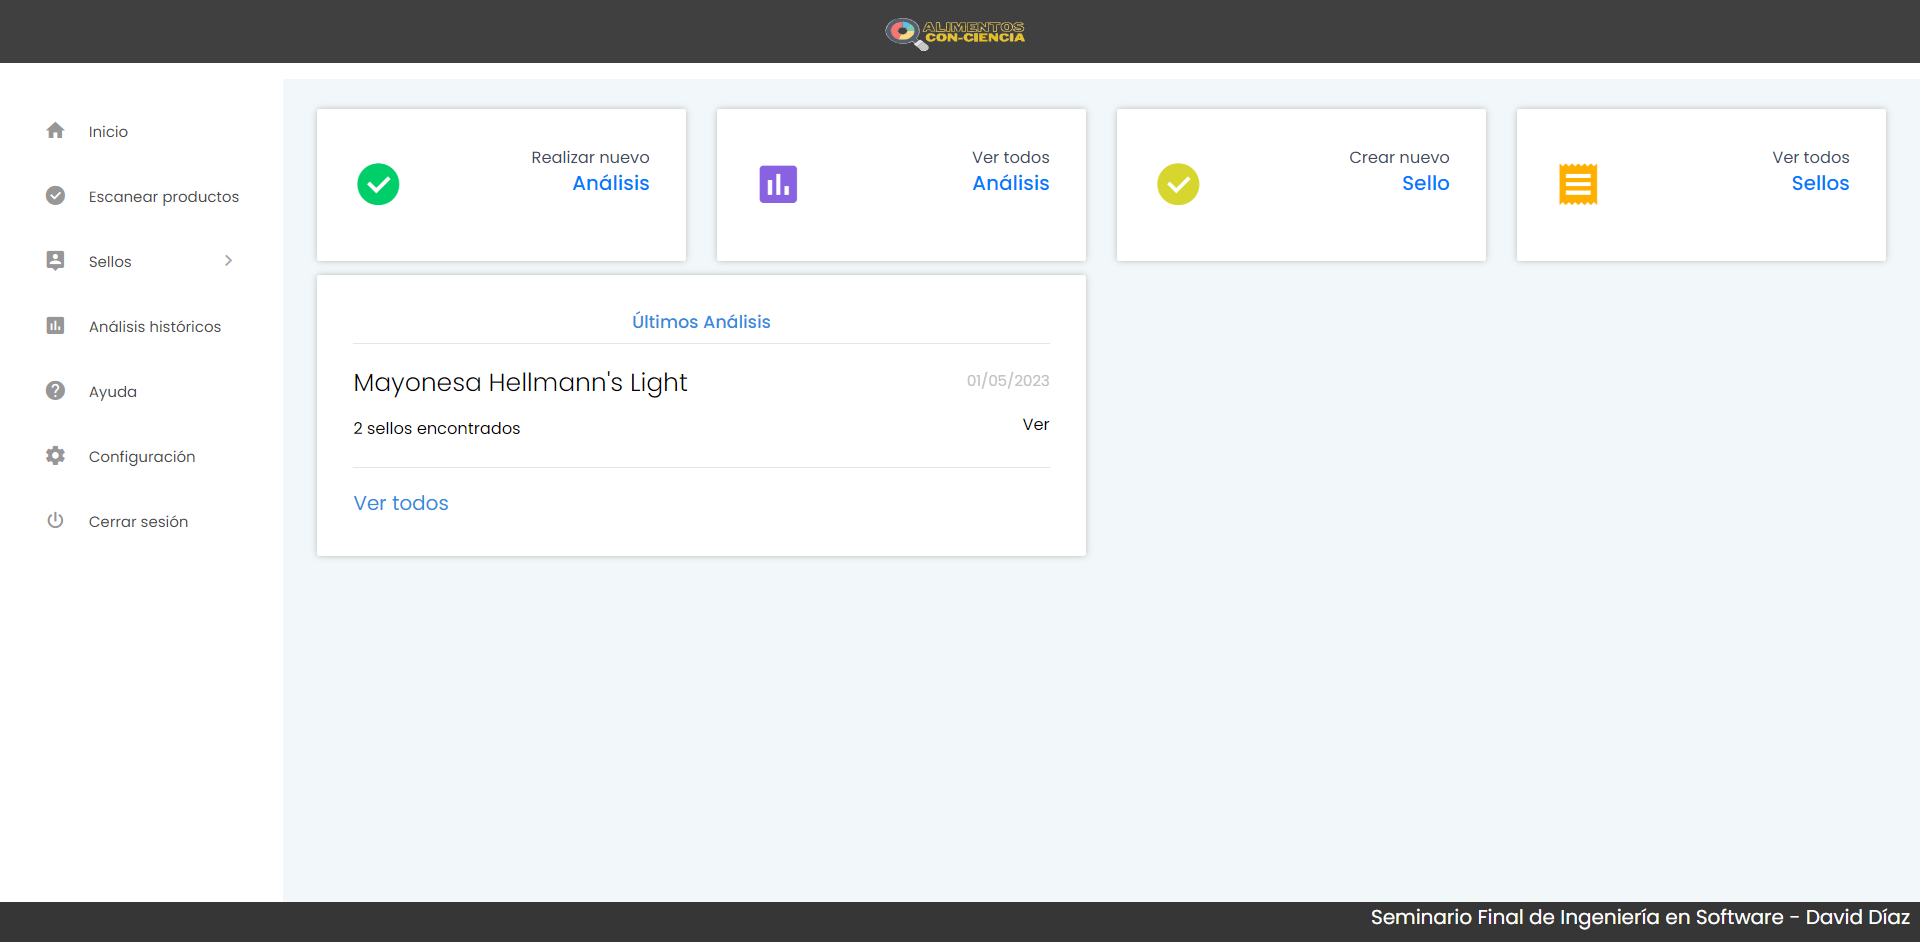 ALIMENTOS
CON-CIENCIA
Inicio
Escanear productos
Sellos
Análisis históricos
Ayuda
Configuración
Cerrar sesión
Realizar nuevo
Análisis
Ver todos
Análisis
Crear nuevo
Sello
Ver todos
Sellos
Últimos Análisis
Mayonesa Hellmann's Light
01/05/2023
2 sellos encontrados
Ver
Ver todos
Seminario Final de Ingeniería en Software - David Díaz